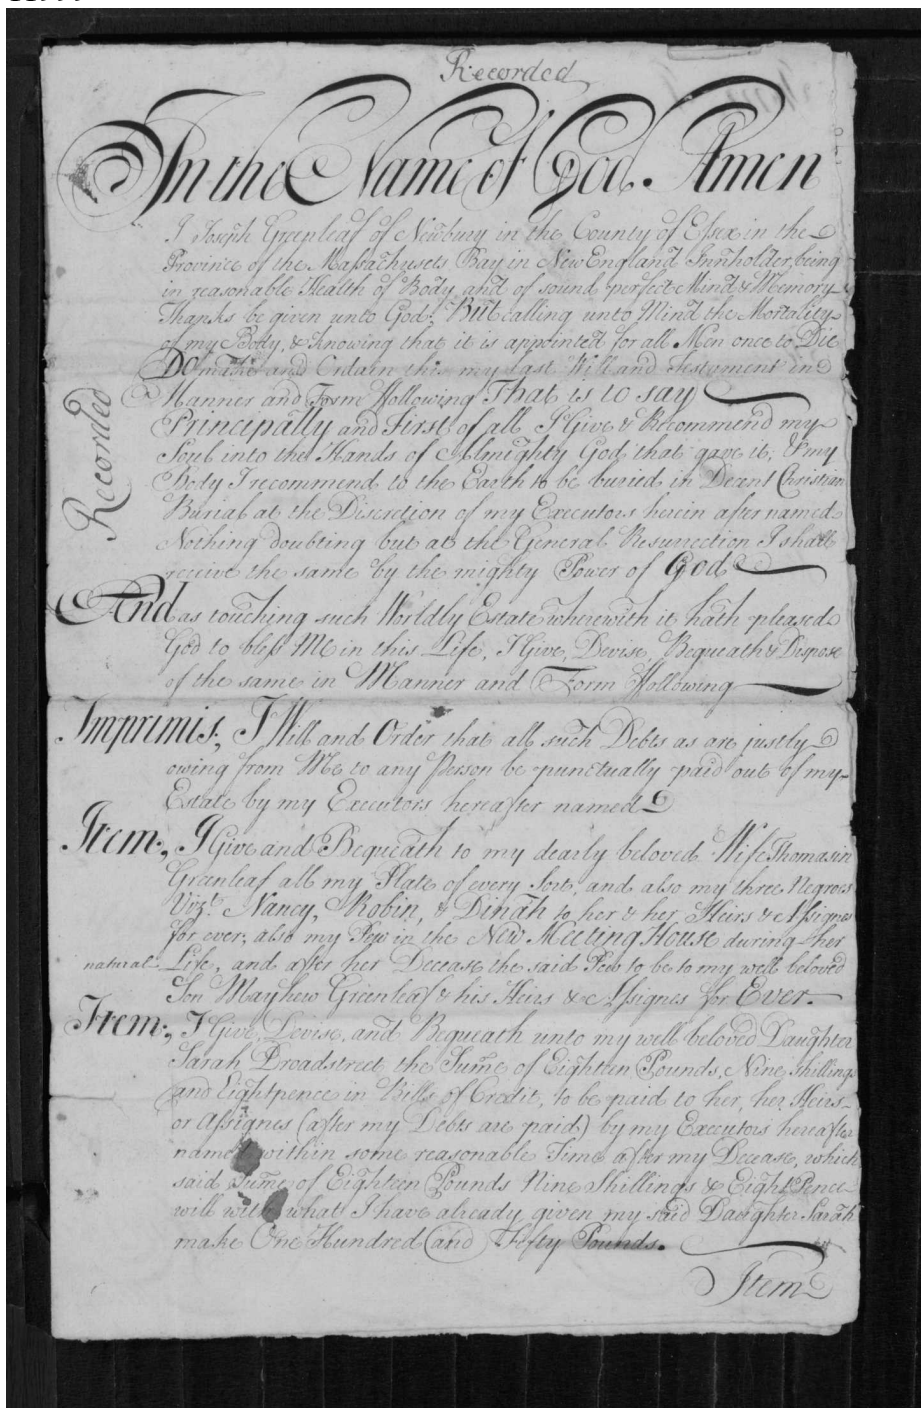 Recorded
In the Name of God. Amen
I Joseph Greenleaf of Newbury in the County of Essex in the
Province of the Massachusets Bay in New England Innholder, being
in reasonable Health of Body, and of sound perfect Mind & Memory
Thanks be given unto God: But calling unto Mind the Mortality
of my Body, & knowing that it is appointed for all Men once to Die
Do make and Ordain this my last Will and Testament in
Manner and Form Following That is to say
Recorded
Principally and First of all I Give & Recommend my
Soul into the Hands of Almighty God that gave it, & my
Body I recommend to the Earth to be buried in Decent Christian
Burial at the Discretion of my Executors herein after named
Nothing doubting but at the General Resurrection I shall
receive the same by the mighty Power of God
And as touching such Worldly Estate wherewith it hath pleased
God to bless Me in this Life, I Give, Devise, Bequeath & Dispose
of the same in Manner and Form Following
Imprimis:, I Will and Order that all such Debts as are justly
owing from Me to any Person be punctually paid out of my
Estate by my Executors hereafter named
Item:, I Give and Bequeath to my dearly beloved Wife Thomasin
Greenleaf all my Plate of every Sort, and also my three Negroes
Vizt. Nancy, Robin, & Dinah to her & her Heirs & Assignes
for ever; also my Pew in the New Meeting House during her
natural Life, and after her Decease the said Pew to be to my well beloved
Son Mayhew Greenleaf & his Heirs & Assignes for Ever.
Item:, I Give, Devise, and Bequeath unto my well beloved Daughter
Sarah Broadstreet the Sume of Eighteen Pounds, Nine shillings
and Eightpence in Bills of Credit, to be paid to her, her Heirs
or Assignes (after my Debts are paid) by my Executors hereafter
named within some reasonable Time after my Decease, which
said Sume of Eighteen Pounds Nine Shillings & Eight Pence
will with what I have already given my said Daughter Sarah
make One Hundred and Fifty Pounds.
Item